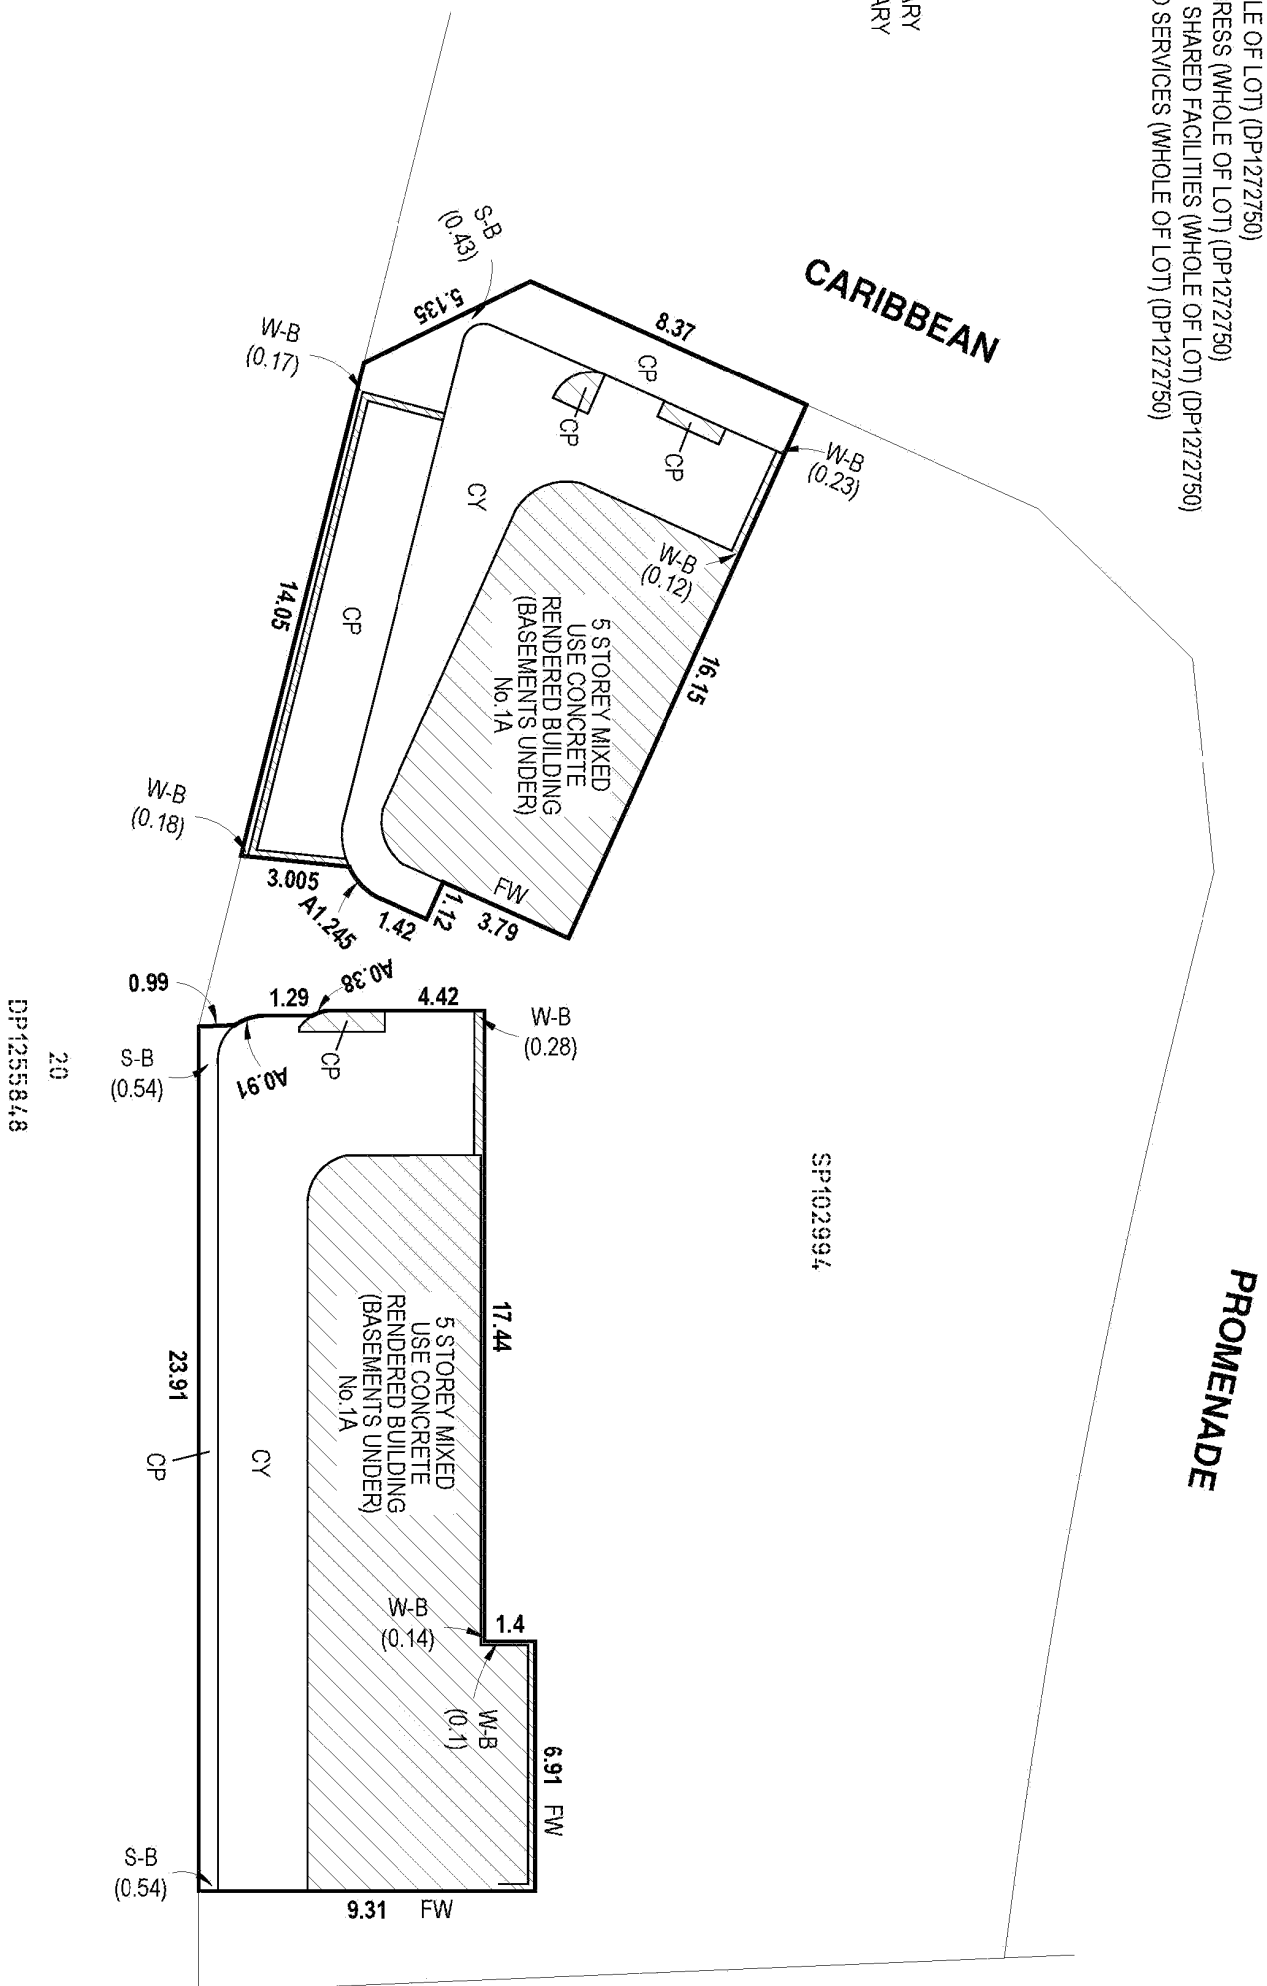 LE OF LOT) (DP1272750)
RESS (WHOLE OF LOT) (DP1272750)
SHARED FACILITIES (WHOLE OF LOT) (DP1272750)
SERVICES (WHOLE OF LOT) (DP1272750)
ARY
ARY
CARIBBEAN
PROMENADE
S-B
(0.43)
5.135
8.37
CP
W-B
(0.17)
CP
CP
W-B
(0.23)
CY
W-B
(0.12)
14.05
CP
5 STOREY MIXED
USE CONCRETE
RENDERED BUILDING
(BASEMENTS UNDER)
No.1A
16.15
W-B
(0.18)
3.005
A1.245
1.42
1.12
FW
3.79
0.99
1.29
A0.38
4.42
W-B
(0.28)
S-B
(0.54)
A0.91
CP
20
DP1255848
SP102994
23.91
CP
CY
5 STOREY MIXED
USE CONCRETE
RENDERED BUILDING
(BASEMENTS UNDER)
No.1A
17.44
W-B
(0.14)
1.4
W-B
(0.1)
6.91 FW
S-B
(0.54)
9.31 FW